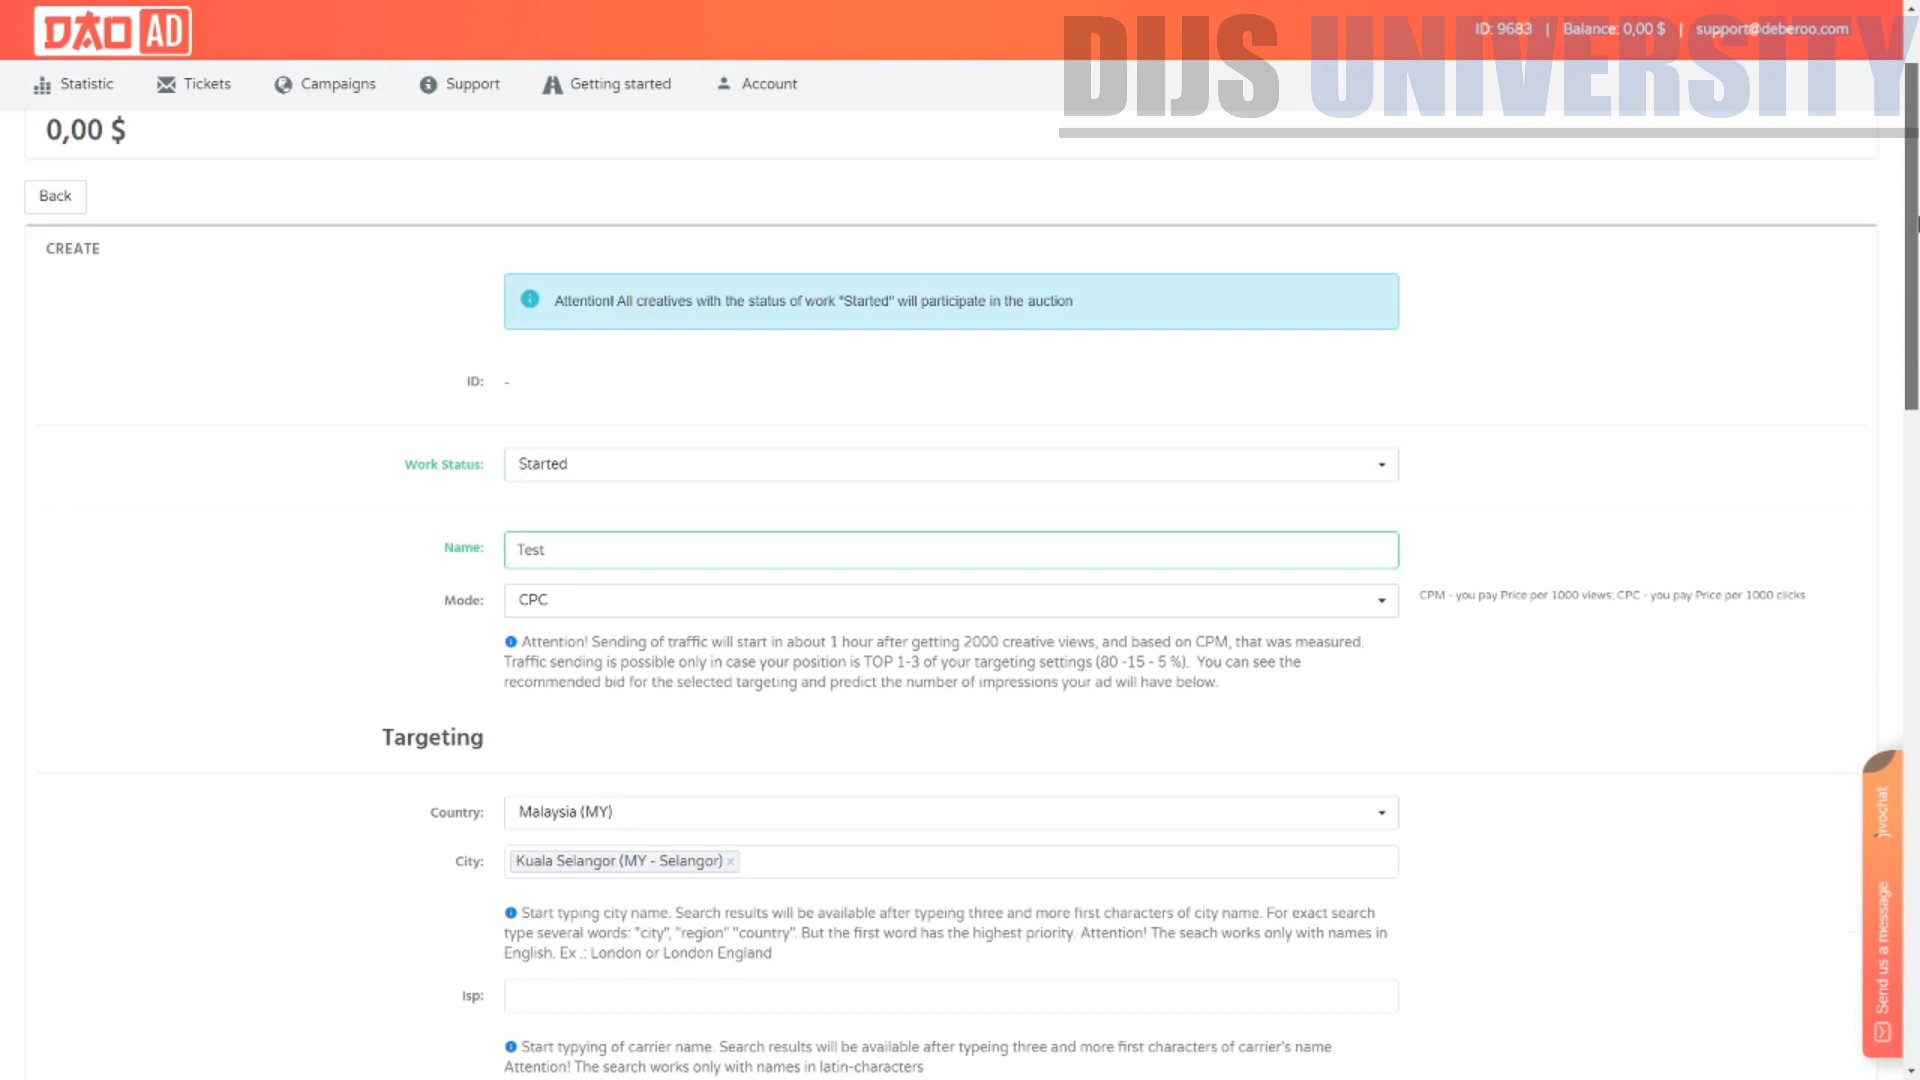 DAO AD
DIJS UNIVERSITY
ID: 9683 | Balance: 0,00 $ | support@deberoo.com
Statistic Tickets Campaigns Support Getting started Account
0,00 $
Back
CREATE
Attention! All creatives with the status of work "Started" will participate in the auction
ID: -
Work Status: Started
Name: Test
Mode: CPC
CPM - you pay Price per 1000 views; CPC - you pay Price per 1000 clicks
Attention! Sending of traffic will start in about 1 hour after getting 2000 creative views, and based on CPM, that was measured.
Traffic sending is possible only in case your position is TOP 1-3 of your targeting settings (80 -15 - 5 %). You can see the
recommended bid for the selected targeting and predict the number of impressions your ad will have below.
Targeting
Country: Malaysia (MY)
City: Kuala Selangor (MY - Selangor) ×
Start typing city name. Search results will be available after typeing three and more first characters of city name. For exact search
type several words: "city", "region" "country". But the first word has the highest priority. Attention! The seach works only with names in
English. Ex .: London or London England
Isp:
Start typying of carrier name. Search results will be available after typeing three and more first characters of carrier's name.
Attention! The search works only with names in latin-characters
jivochat
Send us a message